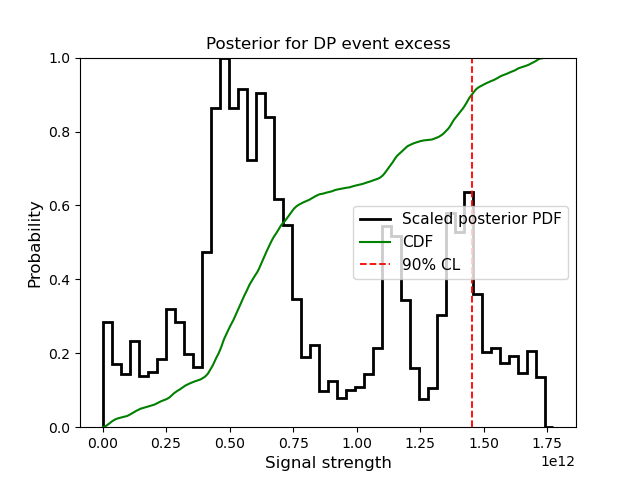 Posterior for DP event excess
Probability
1.0
0.8
0.6
0.4
0.2
0.0
Scaled posterior PDF
CDF
90% CL
0.00 0.25 0.50 0.75 1.00 1.25 1.50 1.75
1e12
Signal strength